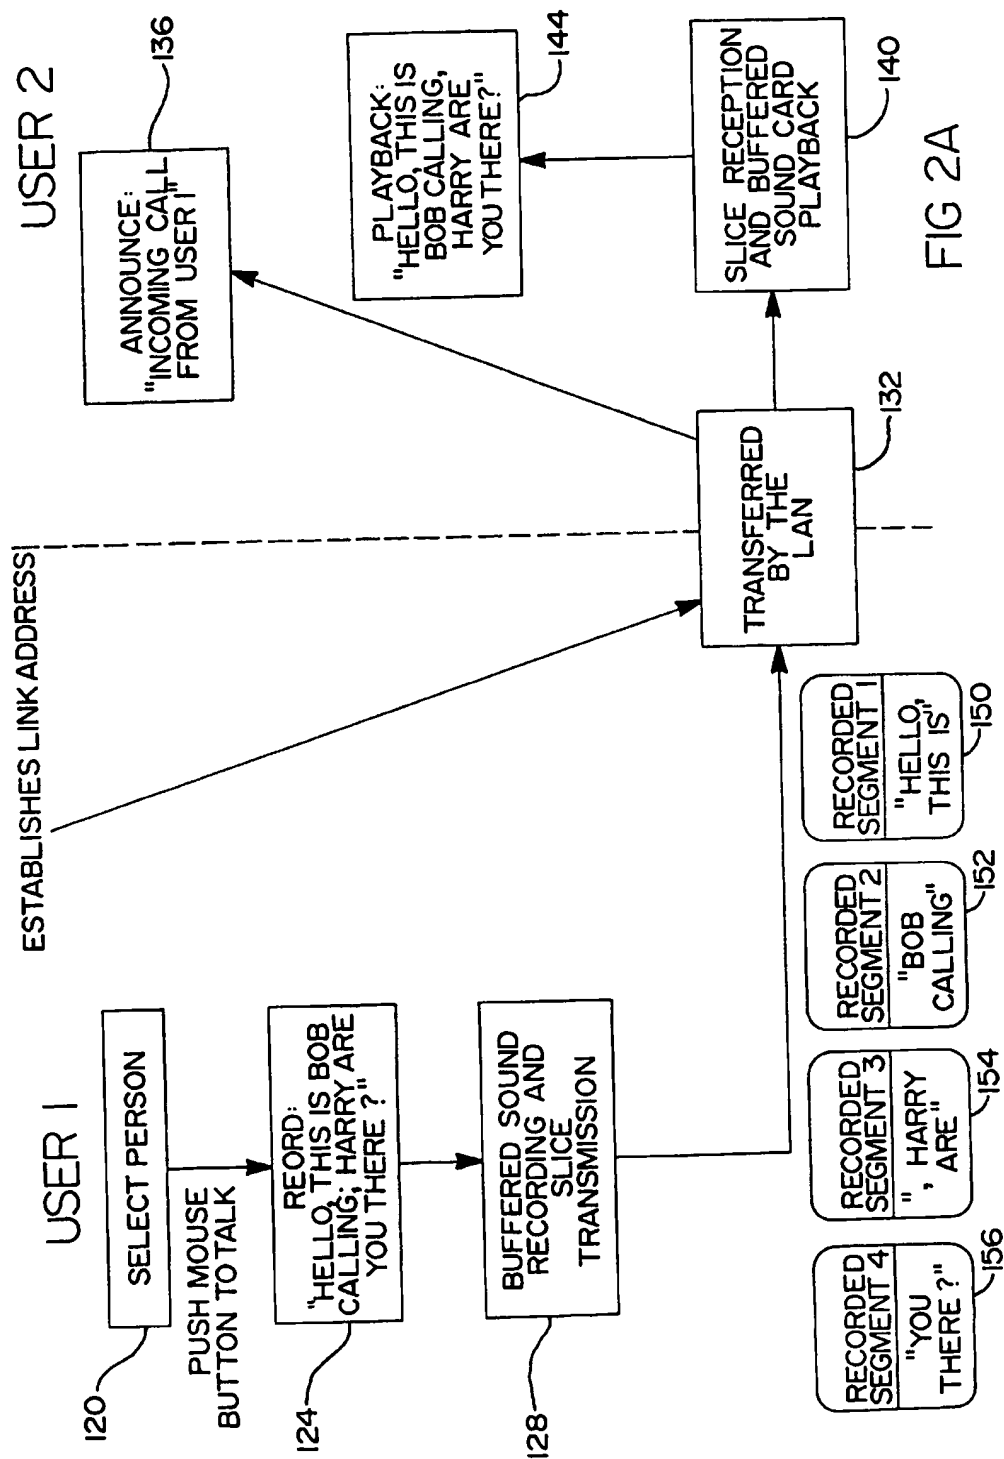 USER 1
ESTABLISHES LINK ADDRESS
USER 2
120
SELECT PERSON
PUSH MOUSE
BUTTON TO TALK
124
REORD:
"HELLO, THIS IS BOB
CALLING; HARRY ARE
YOU THERE ?"
128
BUFFERED SOUND
RECORDING AND
SLICE
TRANSMISSION
TRANSFERRED
BY THE
LAN
132
ANNOUNCE:
"INCOMING CALL
FROM USER 1"
136
PLAYBACK:
"HELLO, THIS IS
BOB CALLING,
HARRY ARE
YOU THERE?"
144
SLICE RECEPTION
AND BUFFERED
SOUND CARD
PLAYBACK
140
RECORDED
SEGMENT 4
"YOU
THERE ?"
156
RECORDED
SEGMENT 3
", HARRY
ARE"
154
RECORDED
SEGMENT 2
"BOB
CALLING"
152
RECORDED
SEGMENT 1
"HELLO,
THIS IS",
150
FIG 2A